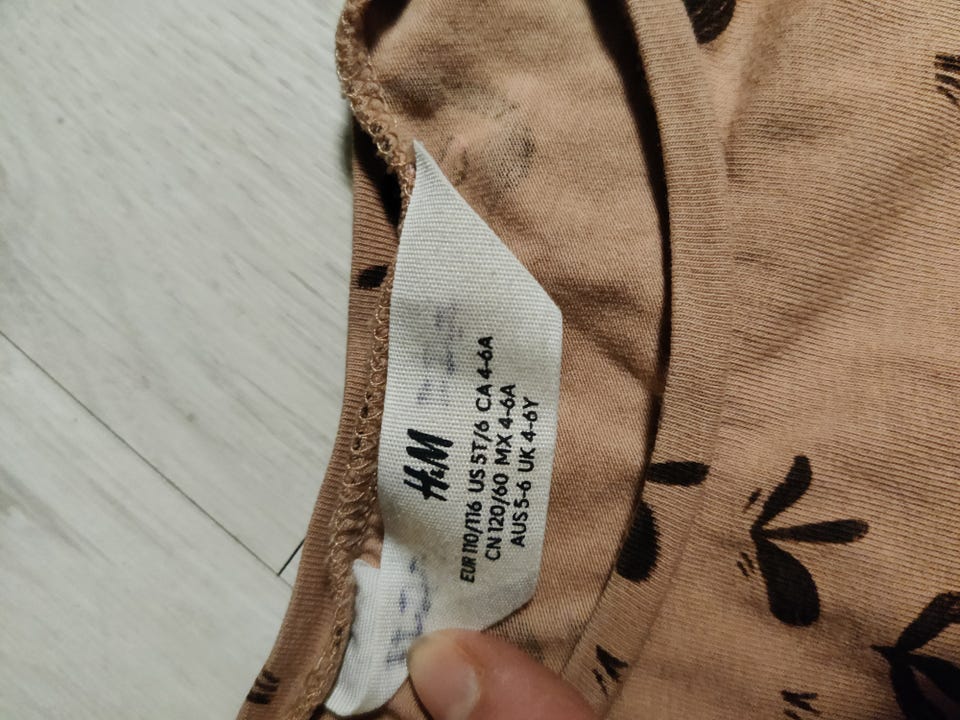 H&M
EUR 110/116 US 5T/6 CA 4-6A
CN 120/60 MX 4-6A
AUS 5-6 UK 4-6Y